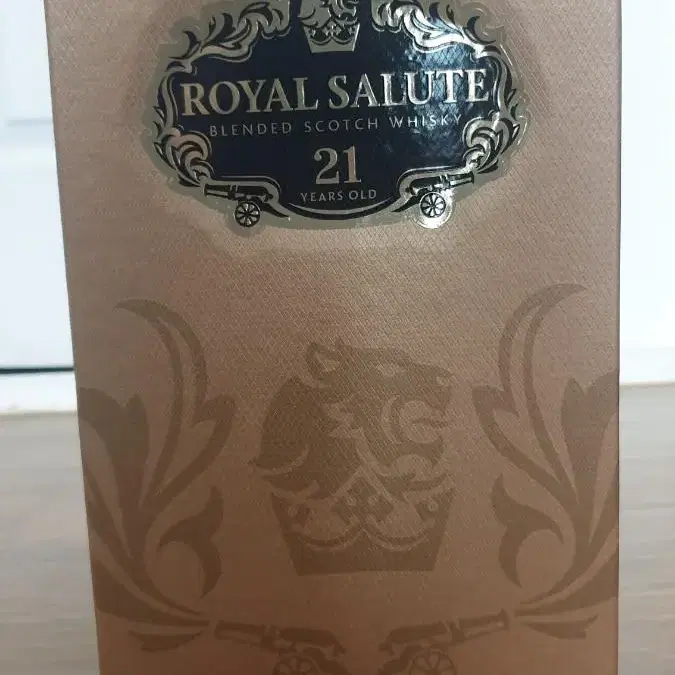 ROYAL SALUTE
BLENDED SCOTCH WHISKY
21
YEARS OLD